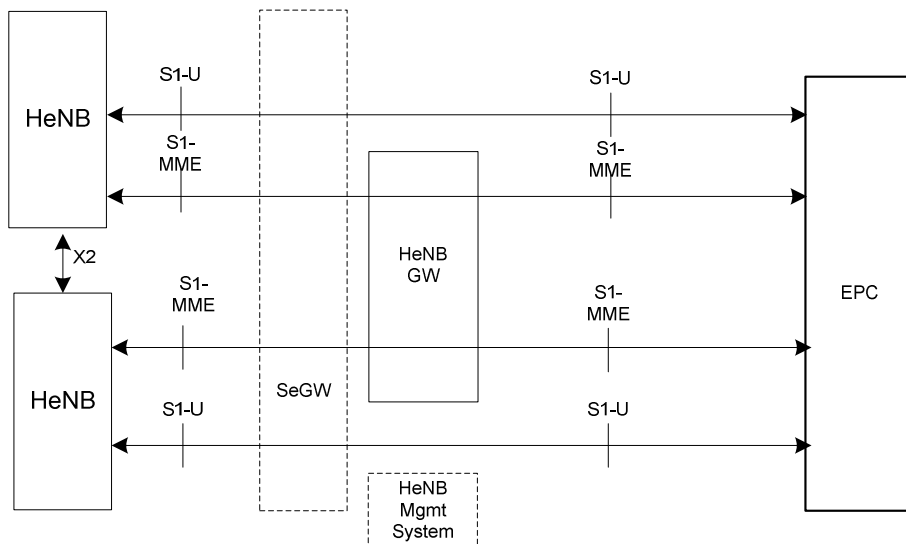 S1-U
S1-U
HeNB
S1-
MME
S1-
MME
HeNB
GW
X2
S1-
MME
S1-
MME
EPC
HeNB
SeGW
S1-U
S1-U
HeNB
Mgmt
System